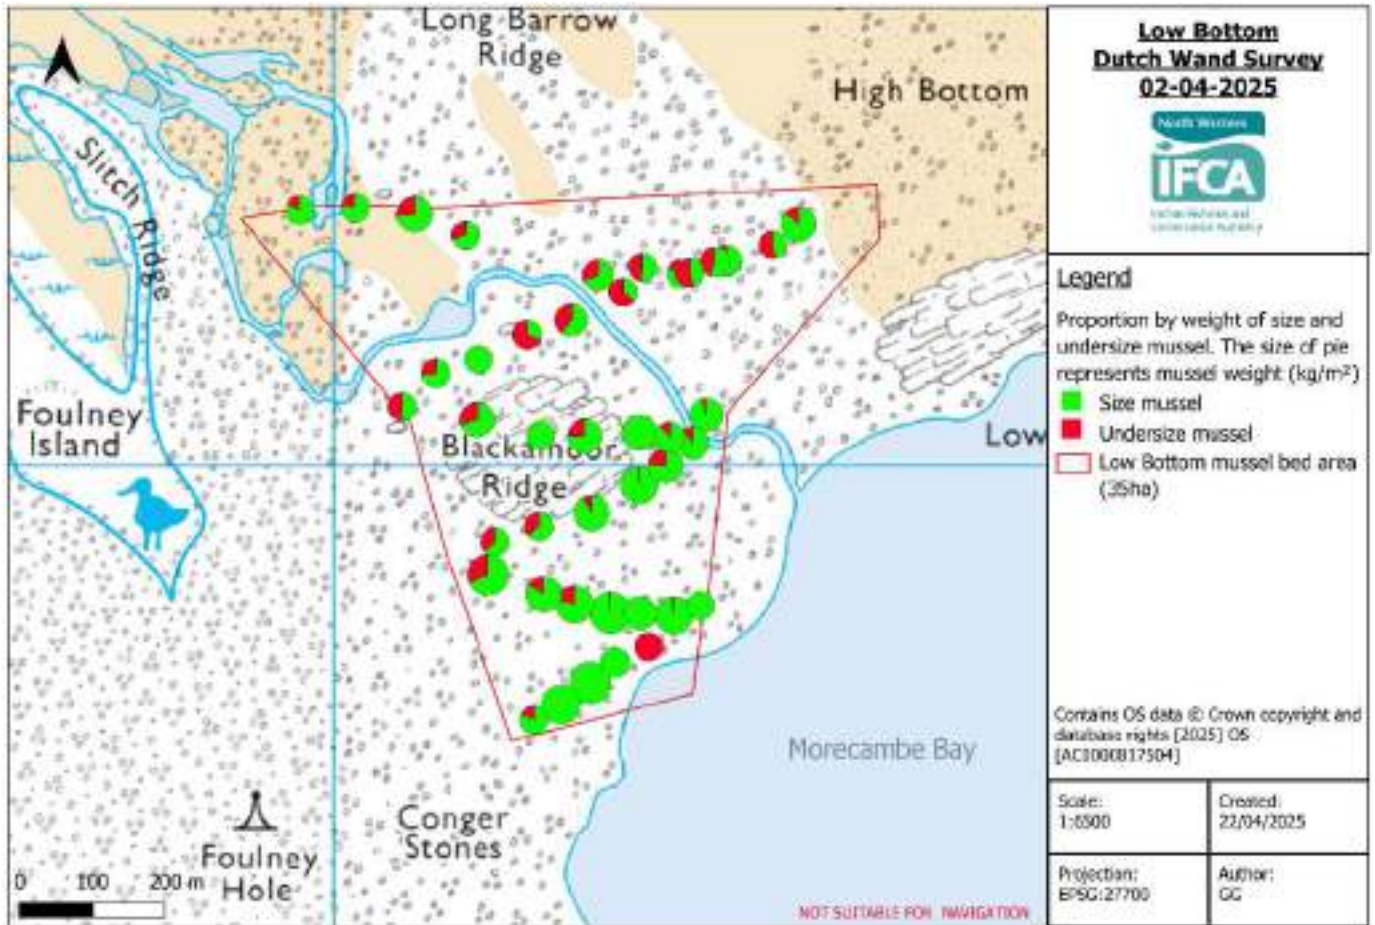 Long Barrow
Ridge
High Bottom
Slitch Ridge
Foulney
Island
Blackamoor
Ridge
Low
Morecambe Bay
Conger
Stones
Foulney
Hole
0 100 200 m
NOT SUITABLE FOR NAVIGATION
Low Bottom
Dutch Wand Survey
02-04-2025
North Western
IFCA
Legend
Proportion by weight of size and
undersize mussel. The size of pie
represents mussel weight (kg/m²)
Size mussel
Undersize mussel
Low Bottom mussel bed area
(35ha)
Contains OS data © Crown copyright and
database rights [2025] OS
Scale:
1:6500
Created:
22/04/2025
Projection:
EPSG:27700
Author:
GG